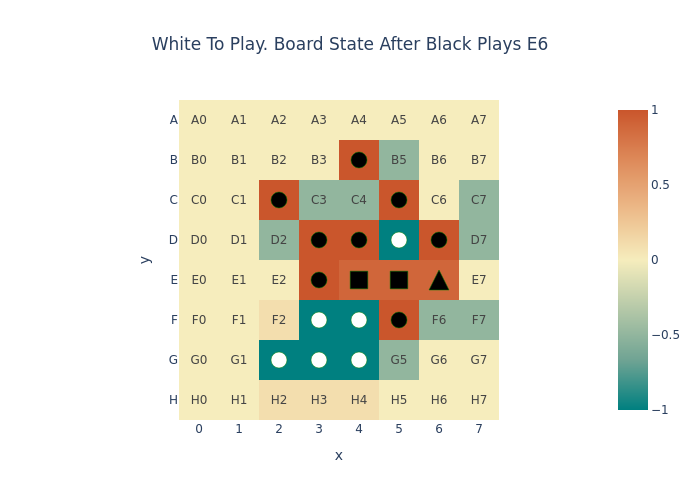 White To Play. Board State After Black Plays E6
A A0 A1 A2 A3 A4 A5 A6 A7
B B0 B1 B2 B3 B5 B6 B7
C C0 C1 C3 C4 C6 C7
D D0 D1 D2 D7
E E0 E1 E2 E7
F F0 F1 F2 F6 F7
G G0 G1 G5 G6 G7
H H0 H1 H2 H3 H4 H5 H6 H7
0 1 2 3 4 5 6 7
x
y
1
0.5
0
−0.5
−1